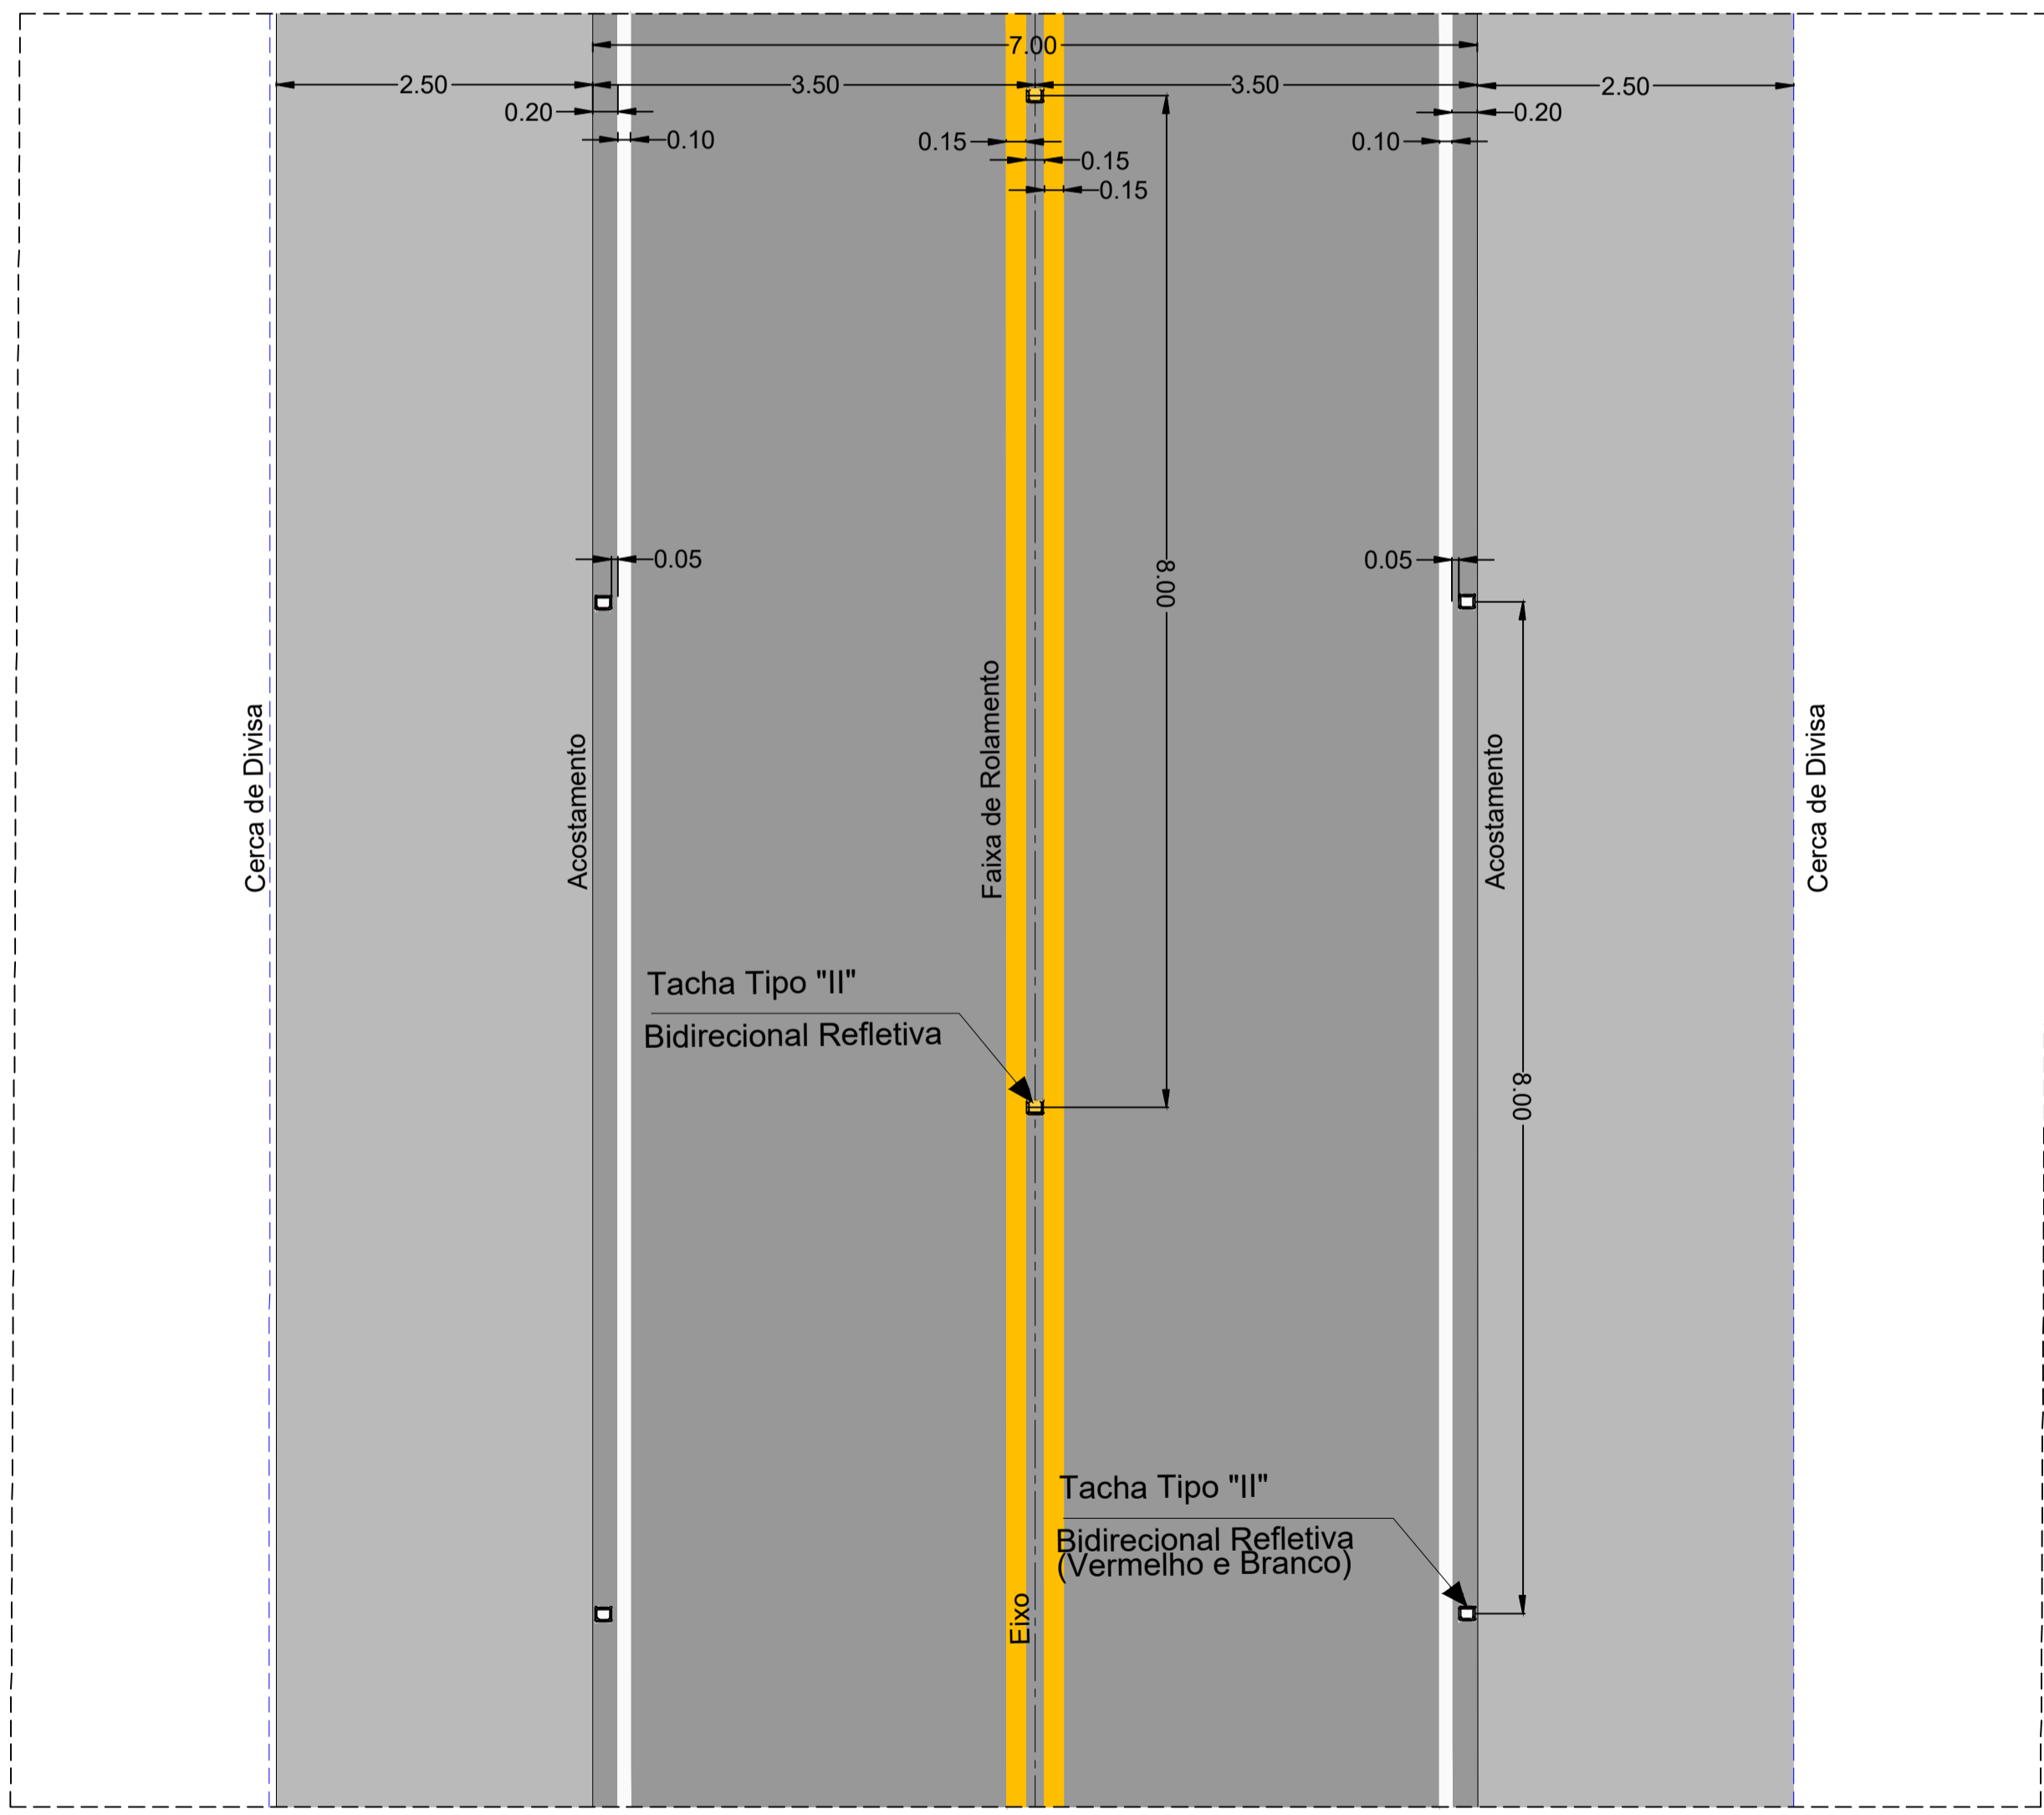 7.00
2.50
3.50
3.50
2.50
0.20
0.20
0.10
0.15
0.10
0.15
0.15
0.05
0.05
8.00
Cerca de Divisa
Acostamento
Faixa de Rolamento
Acostamento
Cerca de Divisa
Tacha Tipo "II"
Bidirecional Refletiva
8.00
Tacha Tipo "II"
Bidirecional Refletiva
(Vermelho e Branco)
Eixo